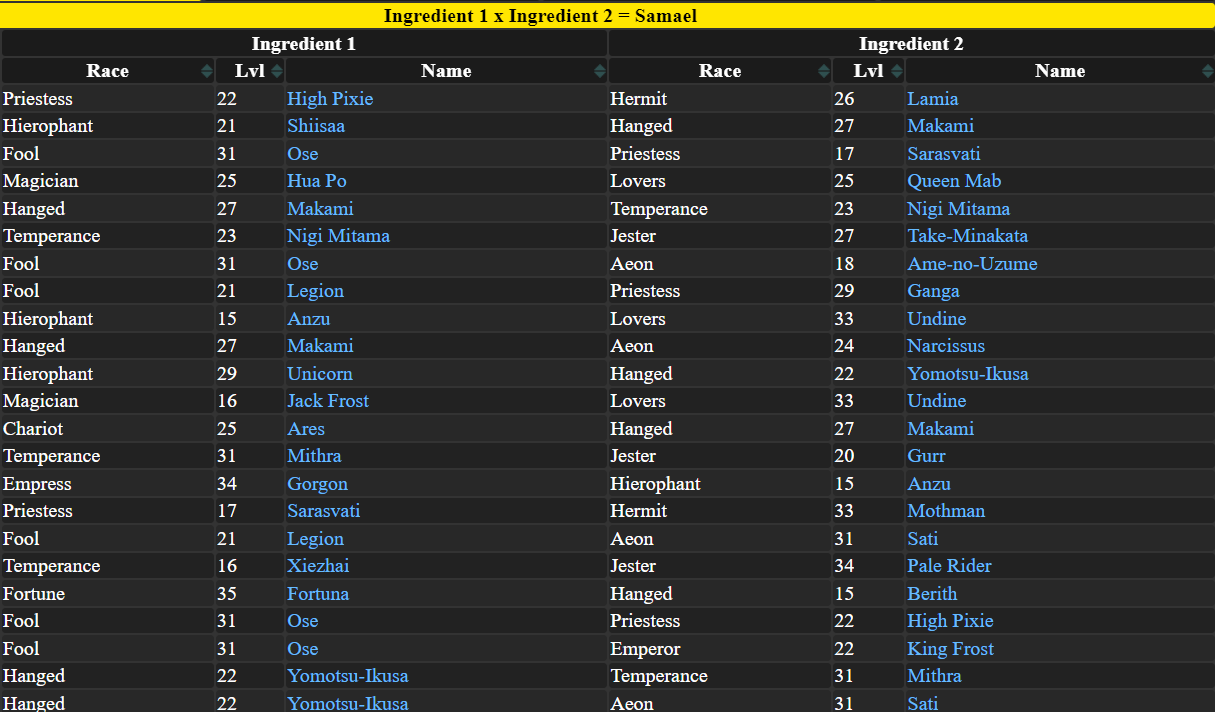 Ingredient 1 x Ingredient 2 = Samael
Ingredient 1 Ingredient 2
Race Lvl Name Race Lvl Name
Priestess 22 High Pixie Hermit 26 Lamia
Hierophant 21 Shiisaa Hanged 27 Makami
Fool 31 Ose Priestess 17 Sarasvati
Magician 25 Hua Po Lovers 25 Queen Mab
Hanged 27 Makami Temperance 23 Nigi Mitama
Temperance 23 Nigi Mitama Jester 27 Take-Minakata
Fool 31 Ose Aeon 18 Ame-no-Uzume
Fool 21 Legion Priestess 29 Ganga
Hierophant 15 Anzu Lovers 33 Undine
Hanged 27 Makami Aeon 24 Narcissus
Hierophant 29 Unicorn Hanged 22 Yomotsu-Ikusa
Magician 16 Jack Frost Lovers 33 Undine
Chariot 25 Ares Hanged 27 Makami
Temperance 31 Mithra Jester 20 Gurr
Empress 34 Gorgon Hierophant 15 Anzu
Priestess 17 Sarasvati Hermit 33 Mothman
Fool 21 Legion Aeon 31 Sati
Temperance 16 Xiezhai Jester 34 Pale Rider
Fortune 35 Fortuna Hanged 15 Berith
Fool 31 Ose Priestess 22 High Pixie
Fool 31 Ose Emperor 22 King Frost
Hanged 22 Yomotsu-Ikusa Temperance 31 Mithra
Hanged 22 Yomotsu-Ikusa Aeon 31 Sati